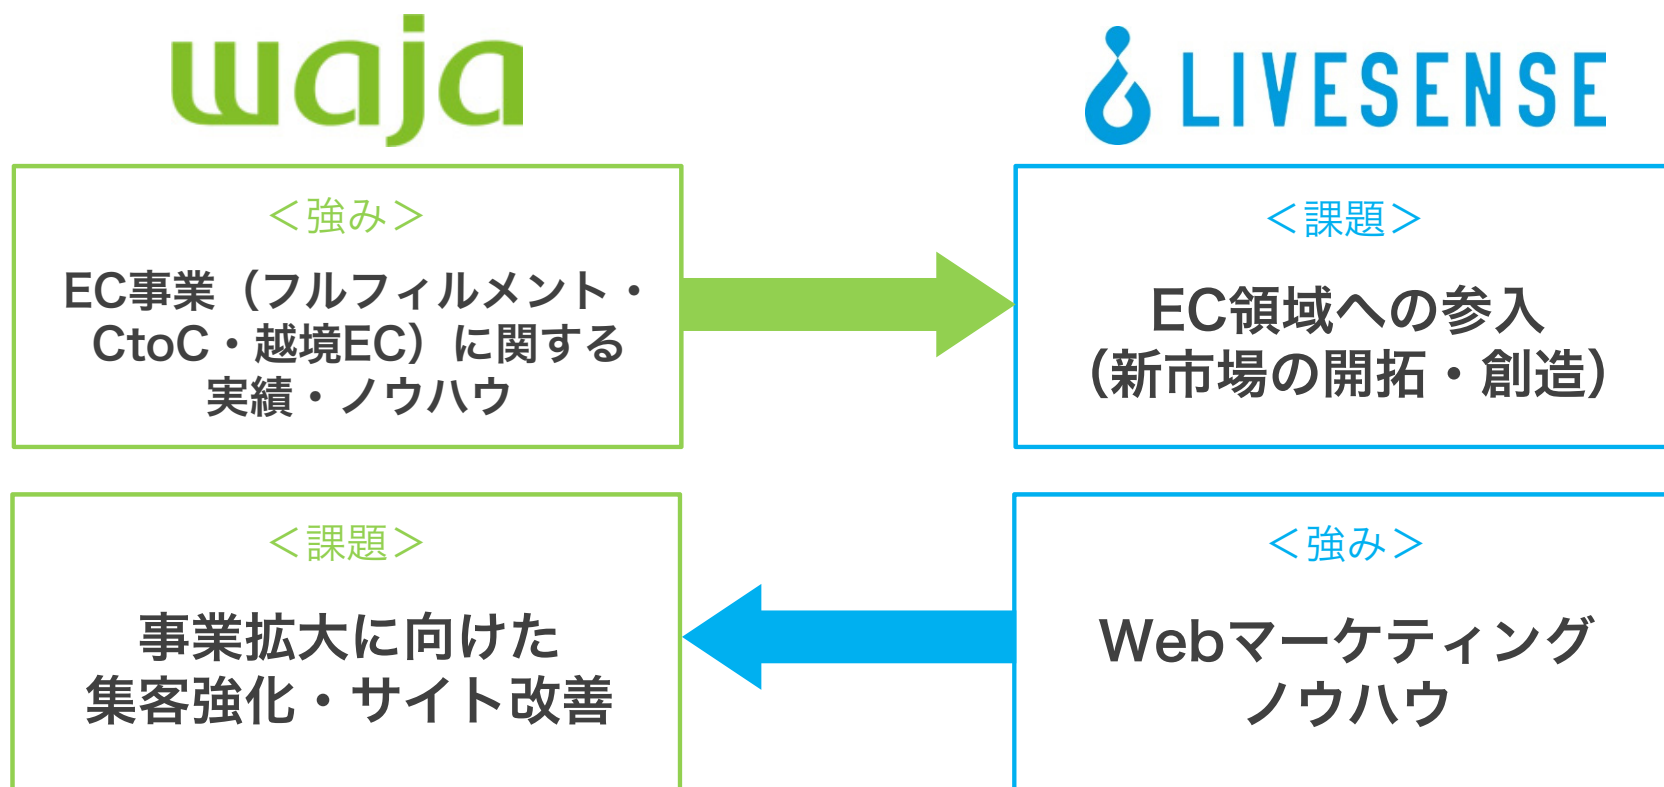 waja
LIVESENSE
＜強み＞
EC事業（フルフィルメント・
CtoC・越境EC）に関する
実績・ノウハウ
＜課題＞
EC領域への参入
（新市場の開拓・創造）
＜課題＞
事業拡大に向けた
集客強化・サイト改善
＜強み＞
Webマーケティング
ノウハウ